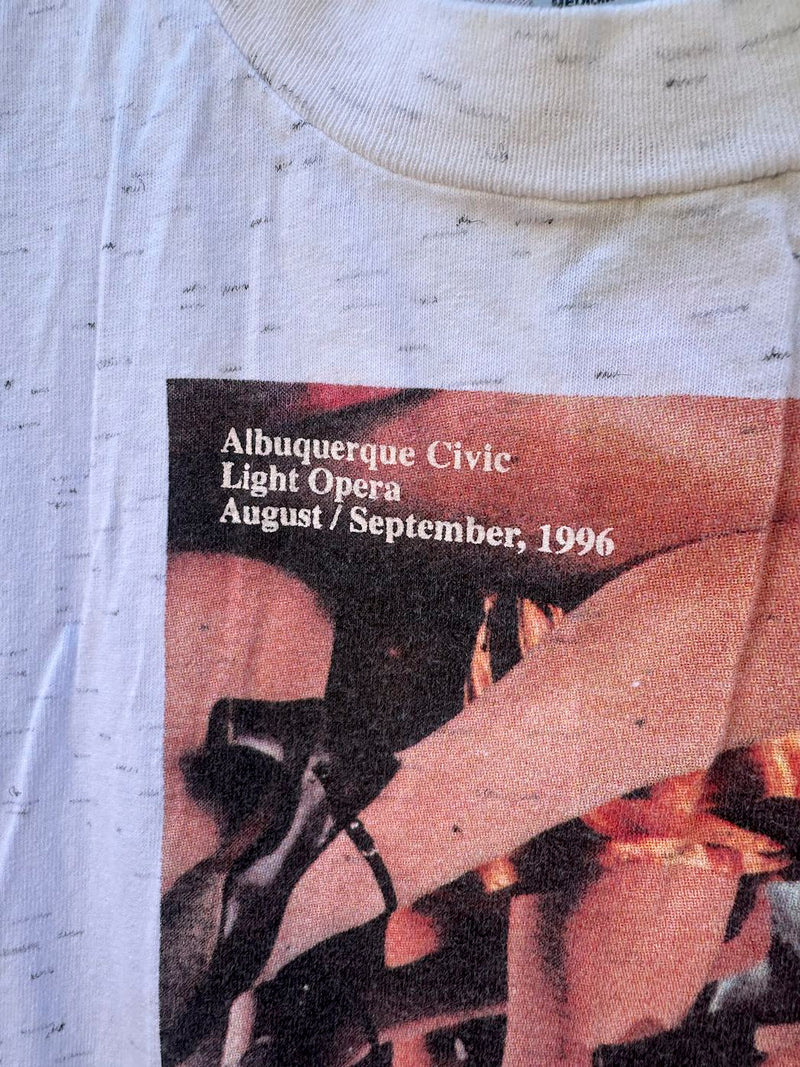 Albuquerque Civic
Light Opera
August / September, 1996